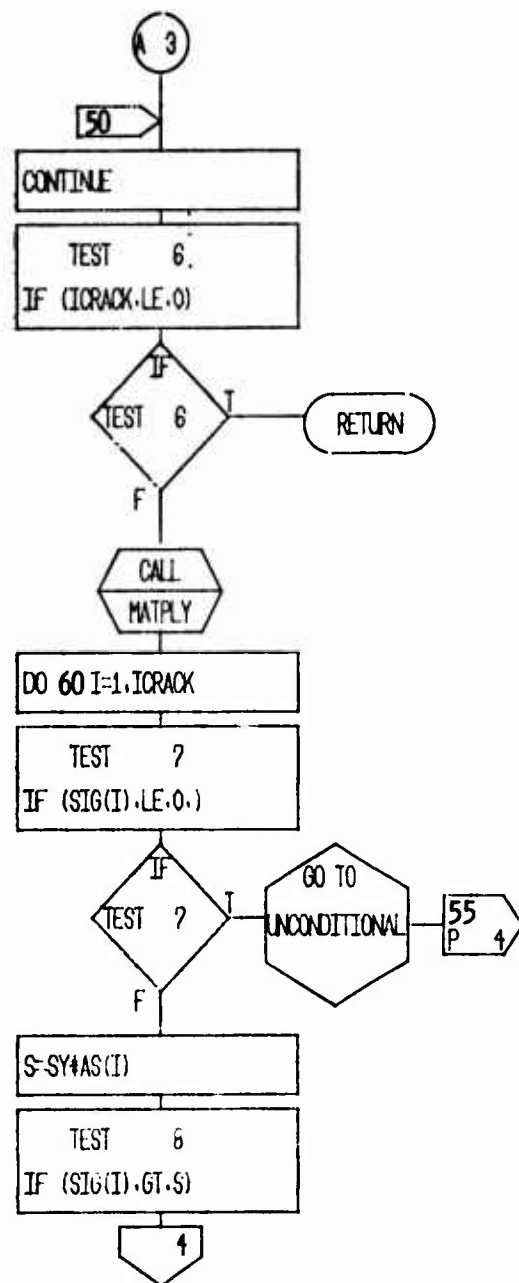 A 3
50
CONTINUE
TEST 6
IF (ICRACK.LE.0)
IF
TEST 6
T
RETURN
F
CALL
MATPLY
DO 60 I=1,ICRACK
TEST 7
IF (SIG(I).LE.0.)
IF
TEST 7
T
GO TO
UNCONDITIONAL
55
P 4
F
S=SY*AS(I)
TEST 8
IF (SIG(I).GT.S)
4